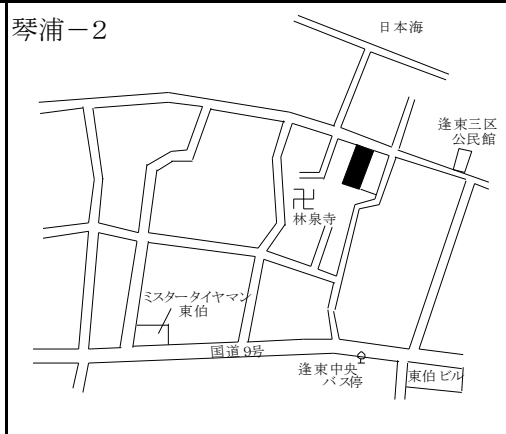 琴浦－2
日本海
逢東三区
公民館
林泉寺
ミスタータイヤマン
東伯
国道9号
逢東中央
バス停
東伯ビル